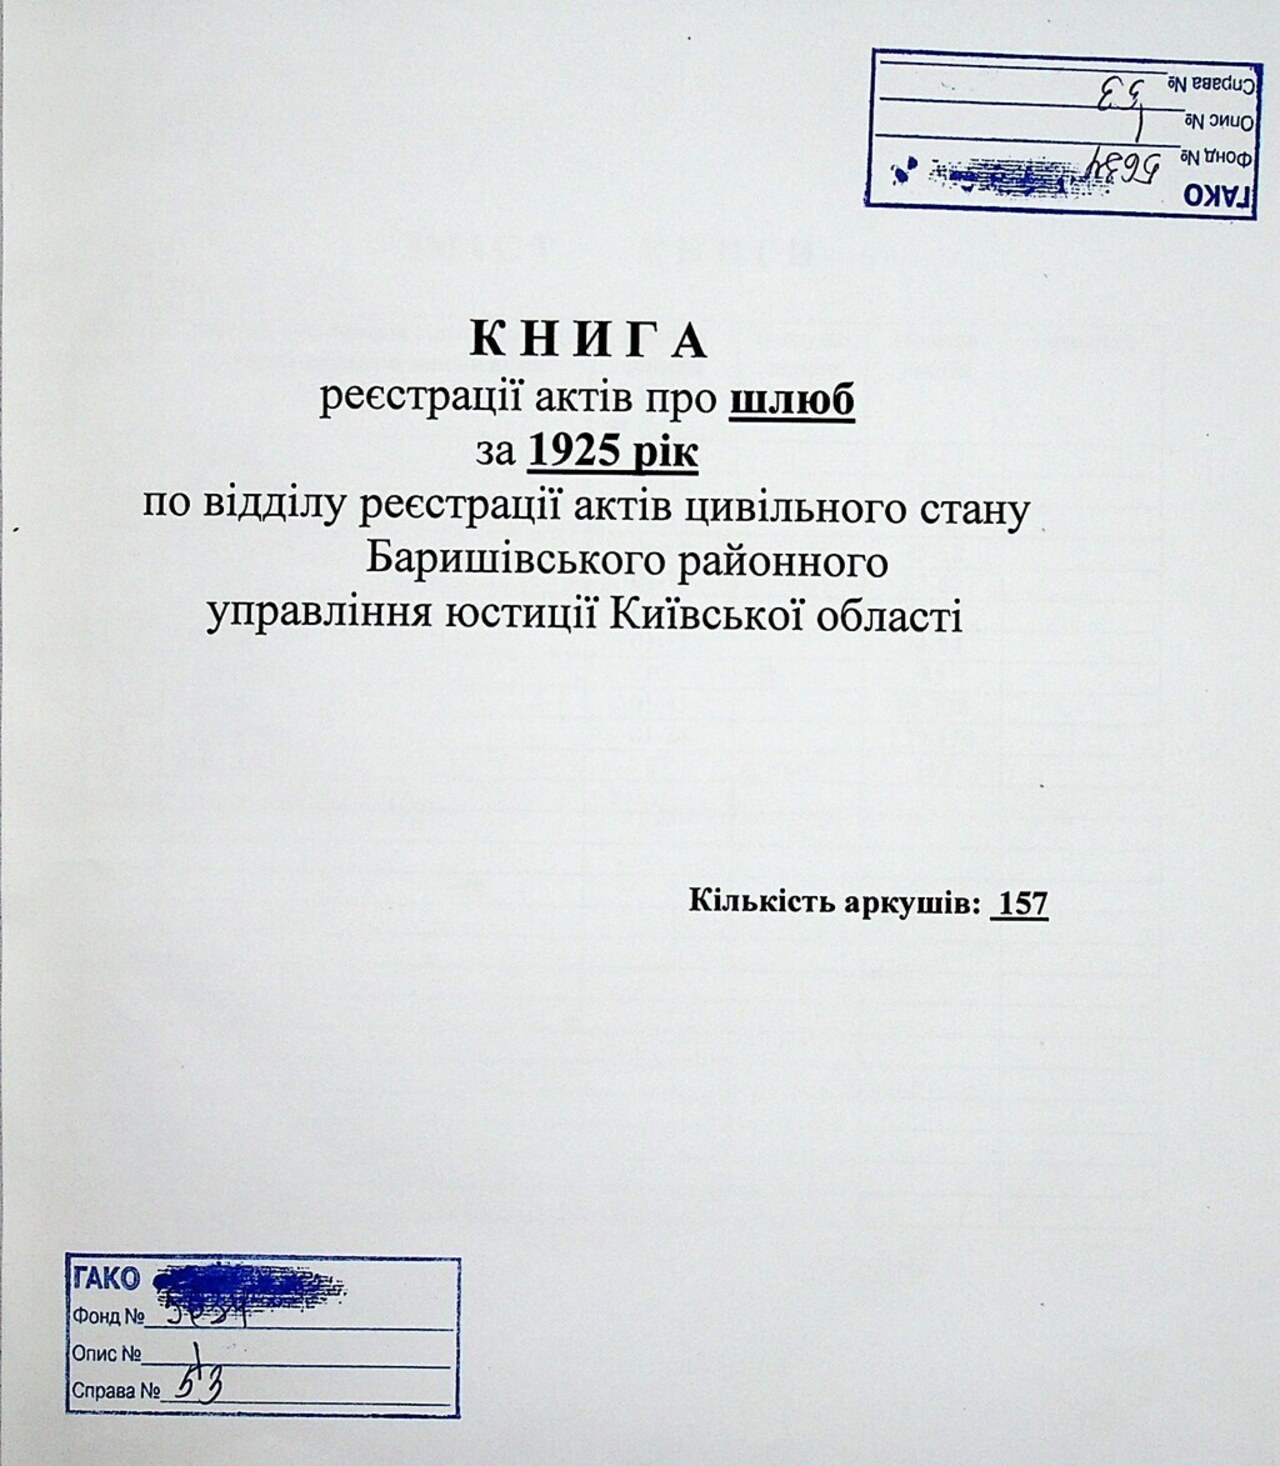 ГАКО
Фонд № 5634
Опис № 1
Справа № 53
К Н И Г А
реєстрації актів про шлюб
за 1925 рік
по відділу реєстрації актів цивільного стану
Баришівського районного
управління юстиції Київської області
Кількість аркушів: 157
ГАКО
Фонд № 5634
Опис № 1
Справа № 53